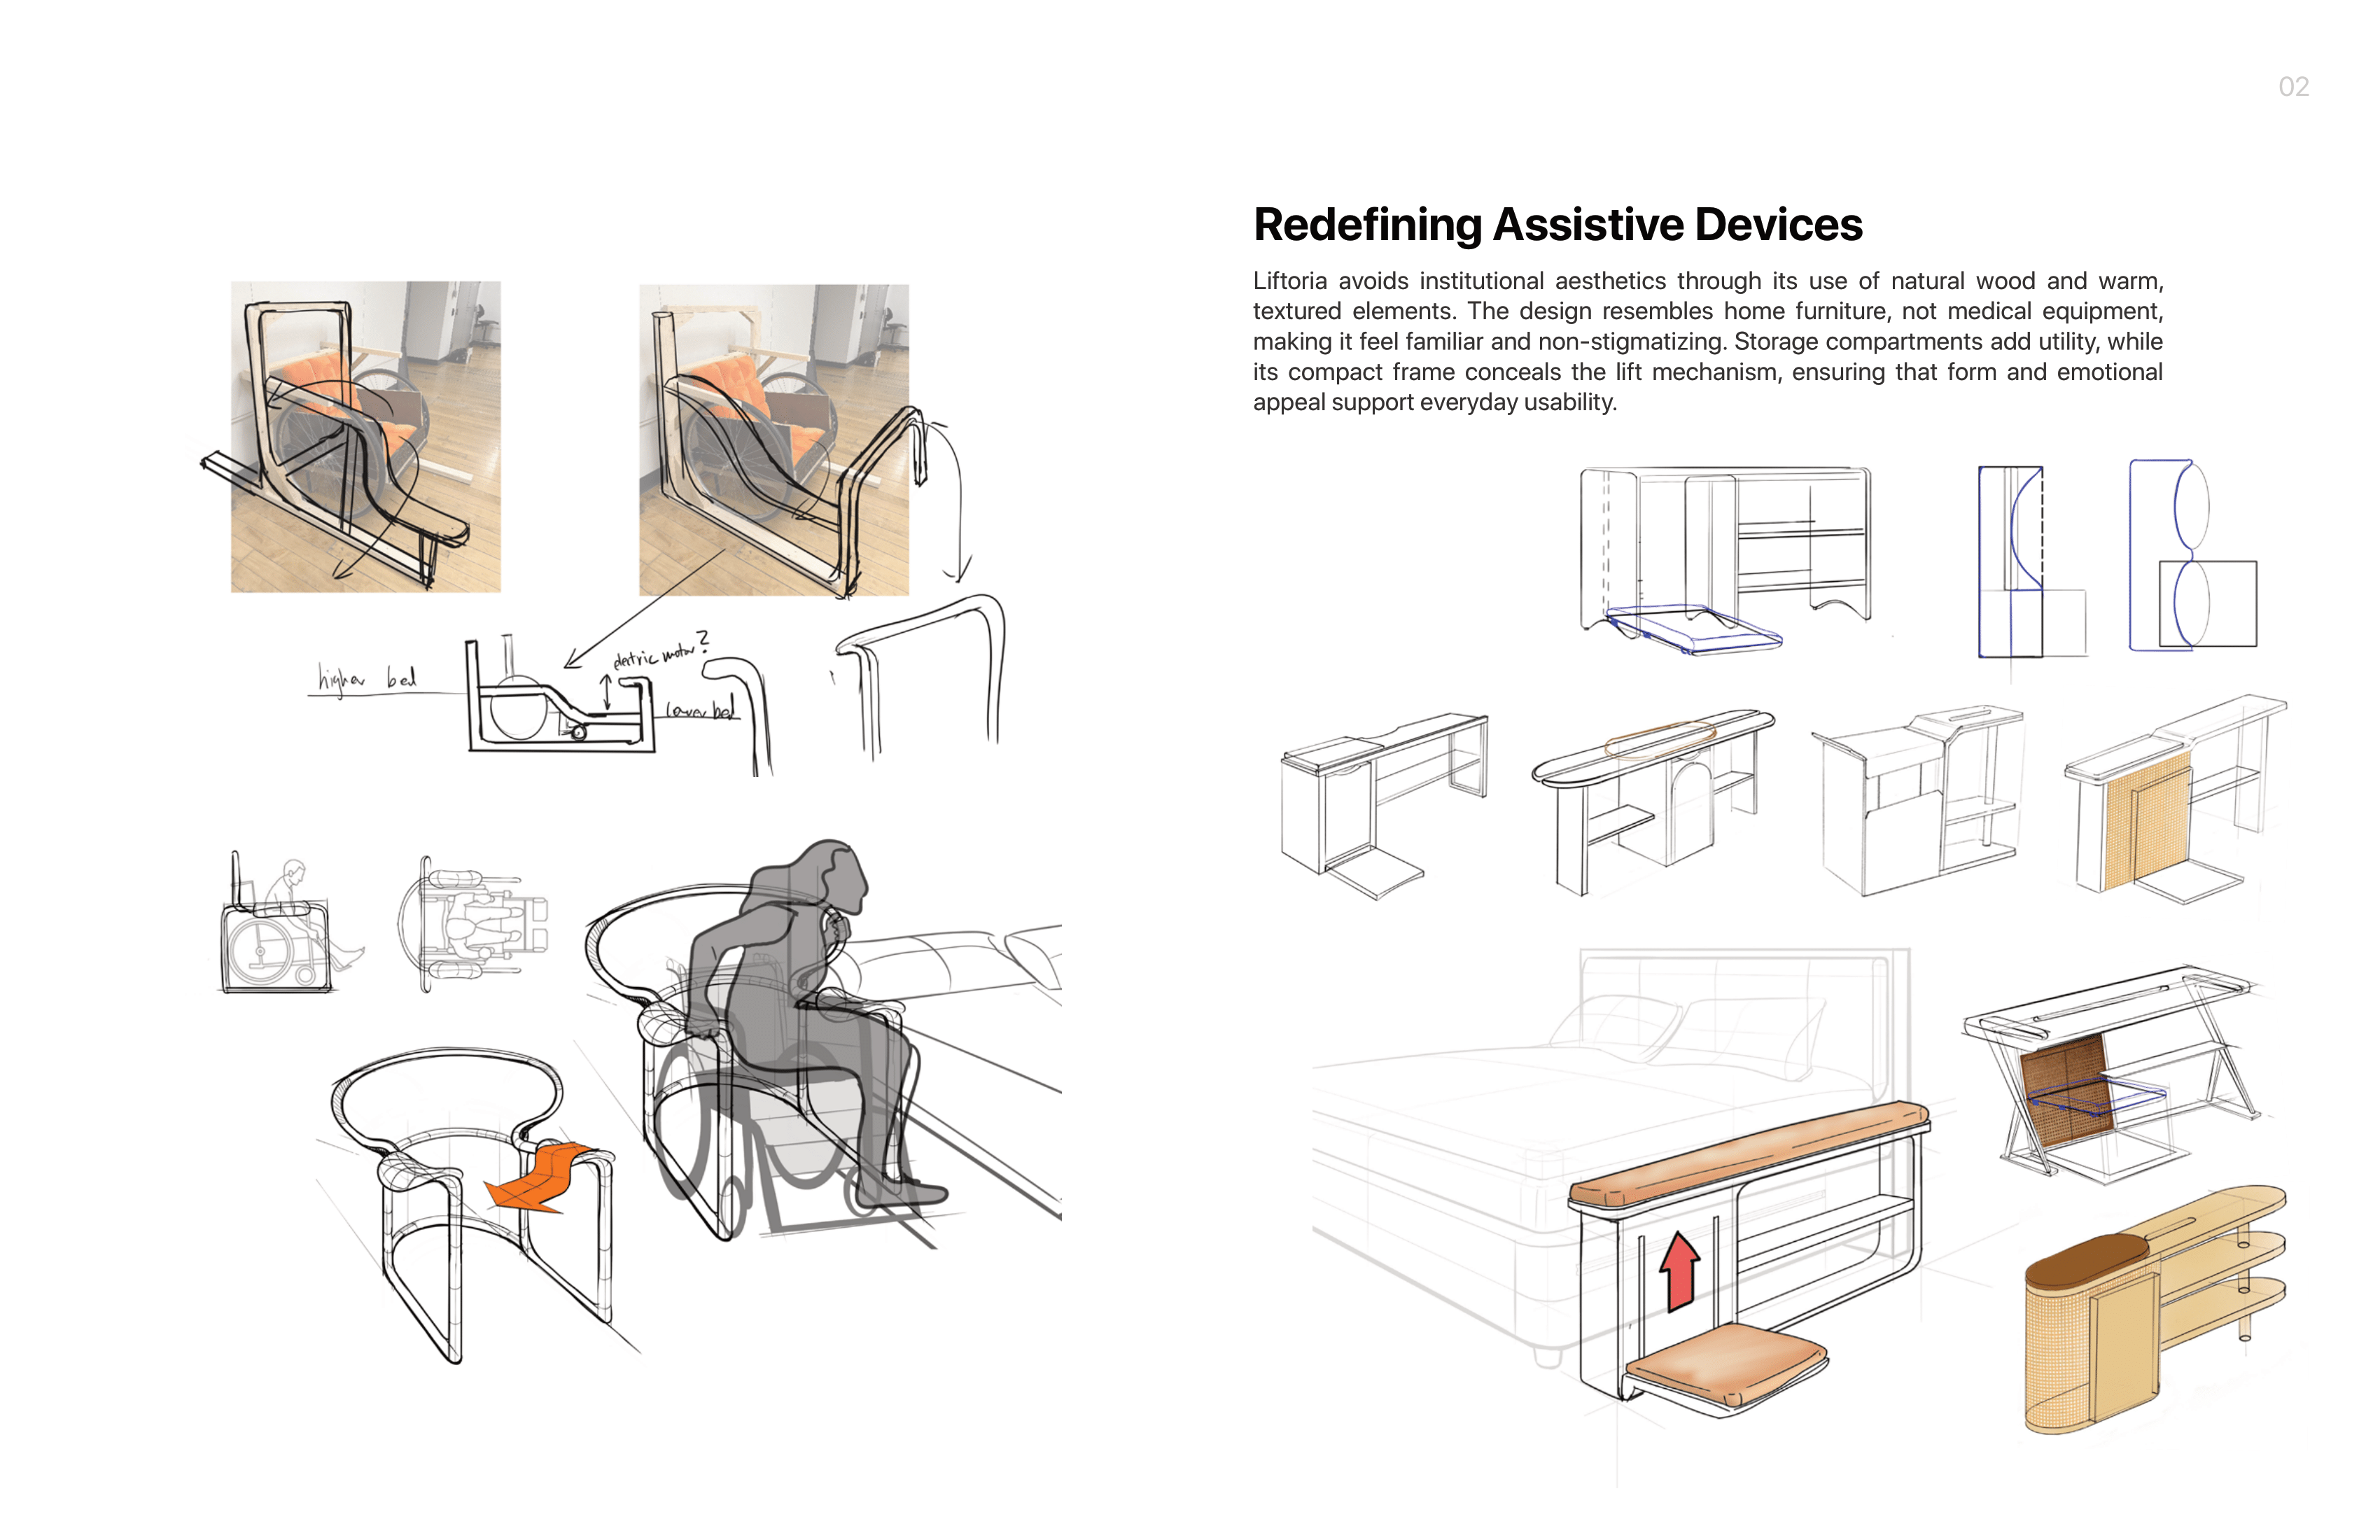 02
Redefining Assistive Devices
Liftoria avoids institutional aesthetics through its use of natural wood and warm,
textured elements. The design resembles home furniture, not medical equipment,
making it feel familiar and non-stigmatizing. Storage compartments add utility, while
its compact frame conceals the lift mechanism, ensuring that form and emotional
appeal support everyday usability.
electric motor?
higher bed
lower bed